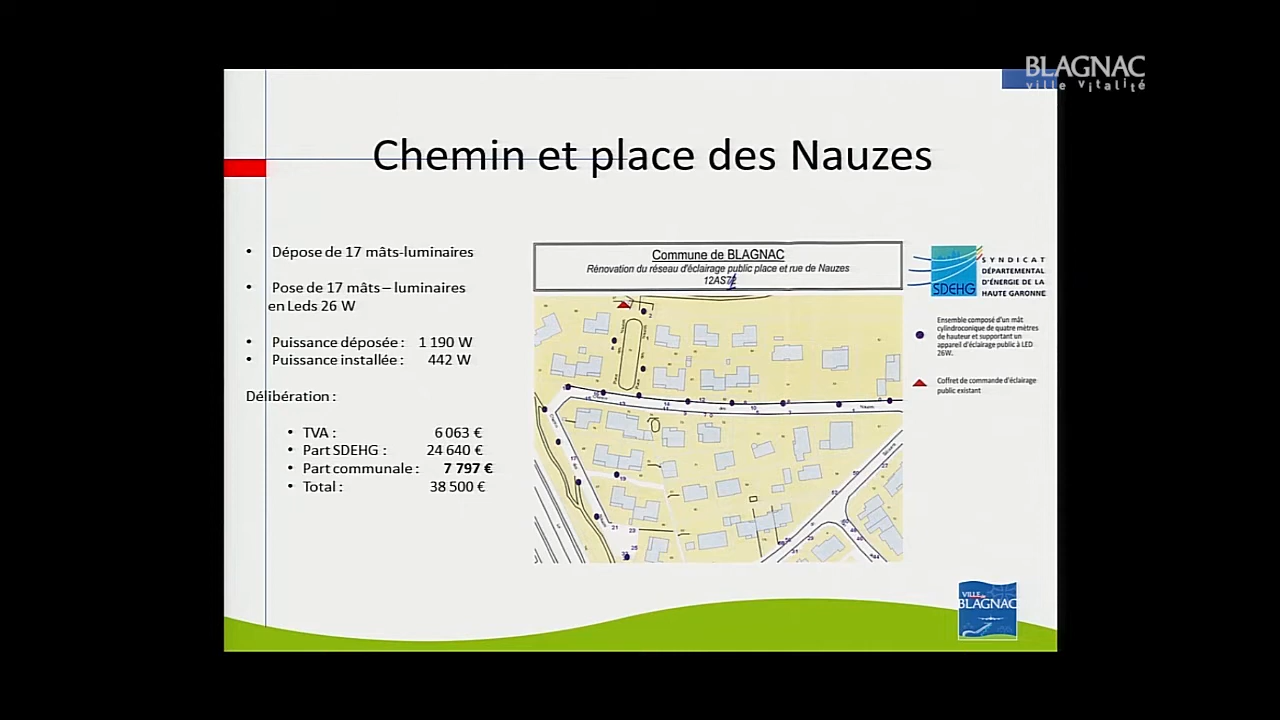 BLAGNAC
ville vitalité
Chemin et place des Nauzes
• Dépose de 17 mâts-luminaires
• Pose de 17 mâts – luminaires
en Leds 26 W
• Puissance déposée : 1 190 W
• Puissance installée : 442 W
Délibération :
• TVA : 6 063 €
• Part SDEHG : 24 640 €
• Part communale : 7 797 €
• Total : 38 500 €
Commune de BLAGNAC
Rénovation du réseau d'éclairage public place et rue de Nauzes
SDEHG
SYNDICAT
DÉPARTEMENTAL
D'ÉNERGIE DE LA
HAUTE GARONNE
Ensemble composé d'un mât
cylindroconique de quatre mètres
de hauteur et supportant un
appareil d'éclairage public à LED
26W.
Coffret de commande d'éclairage
public existant
21
23
25
VILLE de
BLAGNAC